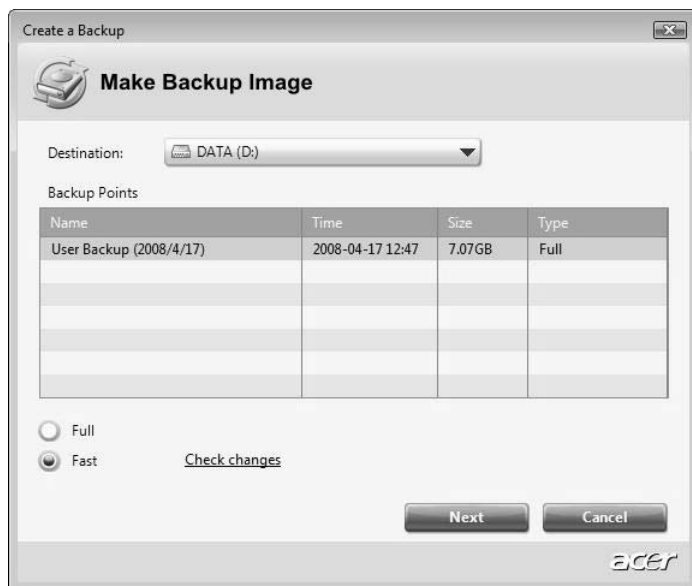 Create a Backup
Make Backup Image
Destination: DATA (D:)
Backup Points
Name Time Size Type
User Backup (2008/4/17) 2008-04-17 12:47 7.07GB Full
Full
Fast Check changes
Next Cancel
acer